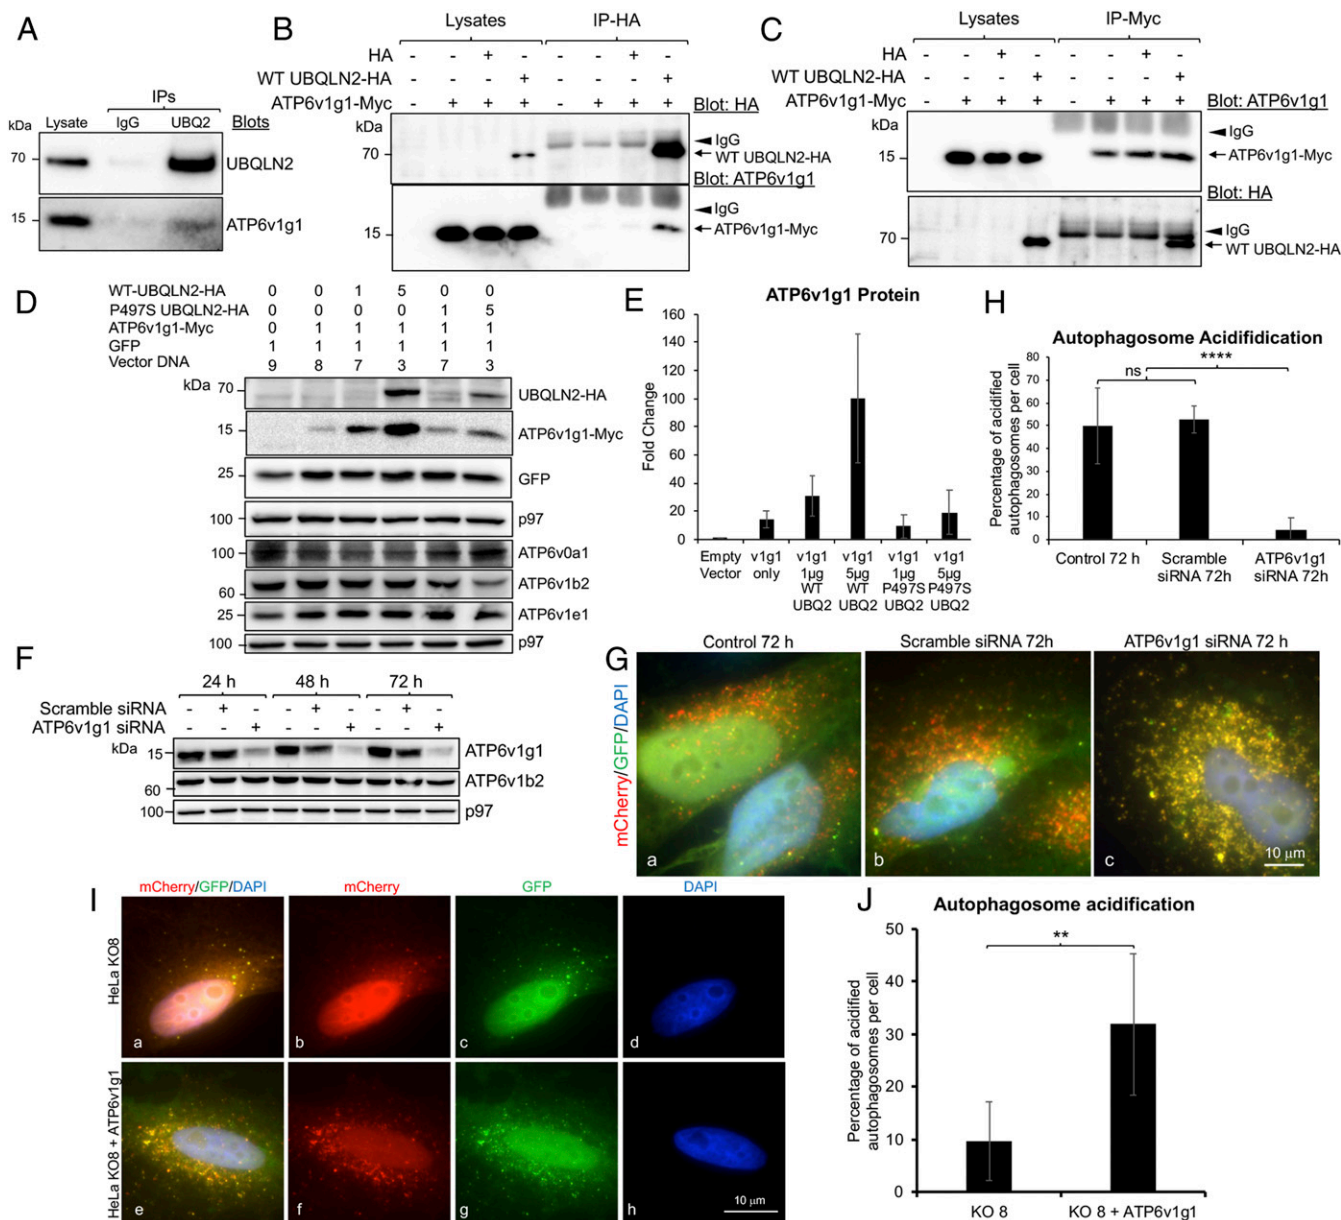 A
IPs
Lysate IgG UBQ2 Blots
kDa
70 UBQLN2
15 ATP6v1g1
B
Lysates IP-HA
HA - - + - - - + -
WT UBQLN2-HA - - - + - - - +
ATP6v1g1-Myc - + + + - + + +
Blot: HA
kDa
IgG
70 WT UBQLN2-HA
Blot: ATP6v1g1
IgG
15 ATP6v1g1-Myc
C
Lysates IP-Myc
HA - - + - - - + -
WT UBQLN2-HA - - - + - - - +
ATP6v1g1-Myc - + + + - + + +
Blot: ATP6v1g1
kDa
IgG
15 ATP6v1g1-Myc
Blot: HA
IgG
70 WT UBQLN2-HA
D
WT-UBQLN2-HA 0 0 1 5 0 0
P497S UBQLN2-HA 0 0 0 0 1 5
ATP6v1g1-Myc 0 1 1 1 1 1
GFP 1 1 1 1 1 1
Vector DNA 9 8 7 3 7 3
kDa
70 UBQLN2-HA
15 ATP6v1g1-Myc
25 GFP
100 p97
100 ATP6v0a1
60 ATP6v1b2
25 ATP6v1e1
100 p97
E
ATP6v1g1 Protein
Fold Change
160
140
120
100
80
60
40
20
0
Empty Vector
v1g1 only
v1g1 1µg WT UBQ2
v1g1 5µg WT UBQ2
v1g1 1µg P497S UBQ2
v1g1 5µg P497S UBQ2
H
Autophagosome Acidifidication
Percentage of acidified autophagosomes per cell
80
70
60
50
40
30
20
10
0
ns
****
Control 72 h
Scramble siRNA 72h
ATP6v1g1 siRNA 72h
F
24 h 48 h 72 h
Scramble siRNA - + - - + - - + -
ATP6v1g1 siRNA - - + - - + - - +
kDa
15 ATP6v1g1
60 ATP6v1b2
100 p97
G
Control 72 h Scramble siRNA 72h ATP6v1g1 siRNA 72 h
mCherry/GFP/DAPI
a b c
10 µm
I
mCherry/GFP/DAPI mCherry GFP DAPI
HeLa KO8
a b c d
HeLa KO8 + ATP6v1g1
e f g h
10 µm
J
Autophagosome acidification
Percentage of acidified autophagosomes per cell
50
40
30
20
10
0
**
KO 8
KO 8 + ATP6v1g1